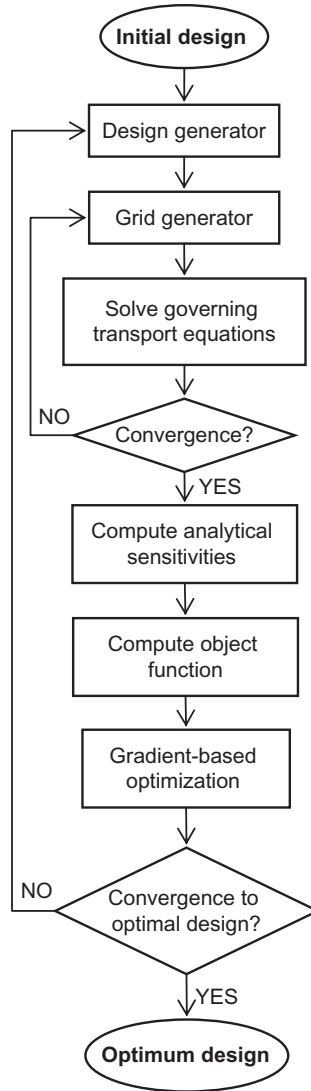 Initial design
Design generator
Grid generator
Solve governing
transport equations
NO
Convergence?
YES
Compute analytical
sensitivities
Compute object
function
Gradient-based
optimization
NO
Convergence to
optimal design?
YES
Optimum design